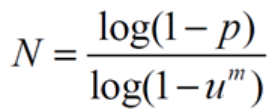 N = log(1 − p) / log(1 − u^m)